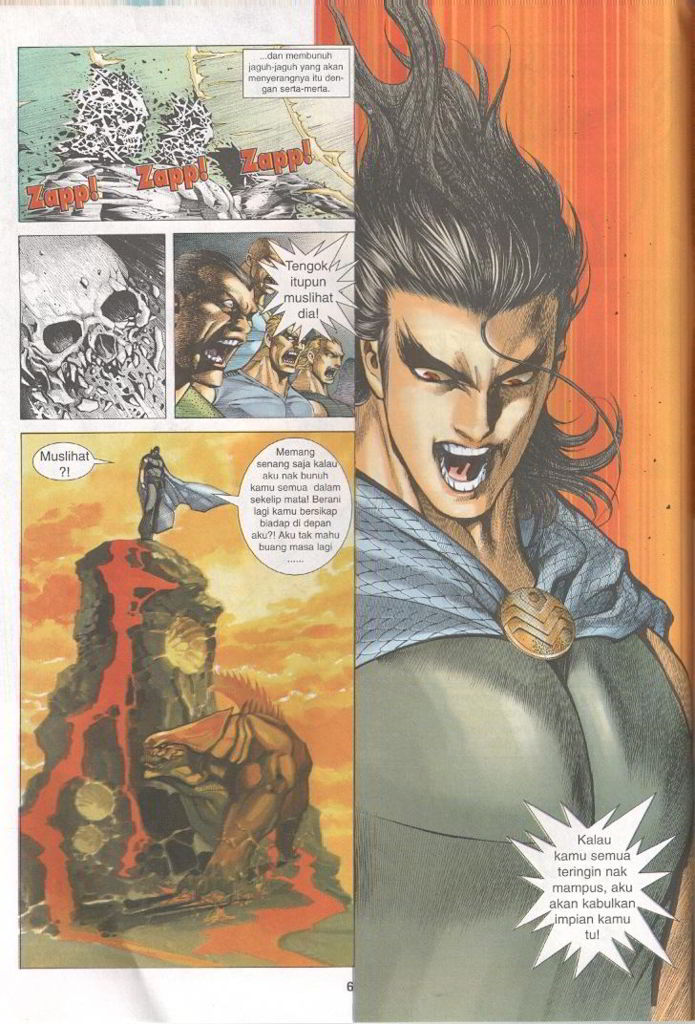 ...dan membunuh
jaguh-jaguh yang akan
menyerangnya itu den-
gan serta-merta.
Zapp!
Zapp!
Zapp!
Tengok
itupun
muslihat
dia!
Muslihat
?!
Memang
senang saja kalau
aku nak bunuh
kamu semua dalam
sekelip mata! Berani
lagi kamu bersikap
biadap di depan
aku?! Aku tak mahu
buang masa lagi
......
Kalau
kamu semua
teringin nak
mampus, aku
akan kabulkan
impian kamu
tu!
6